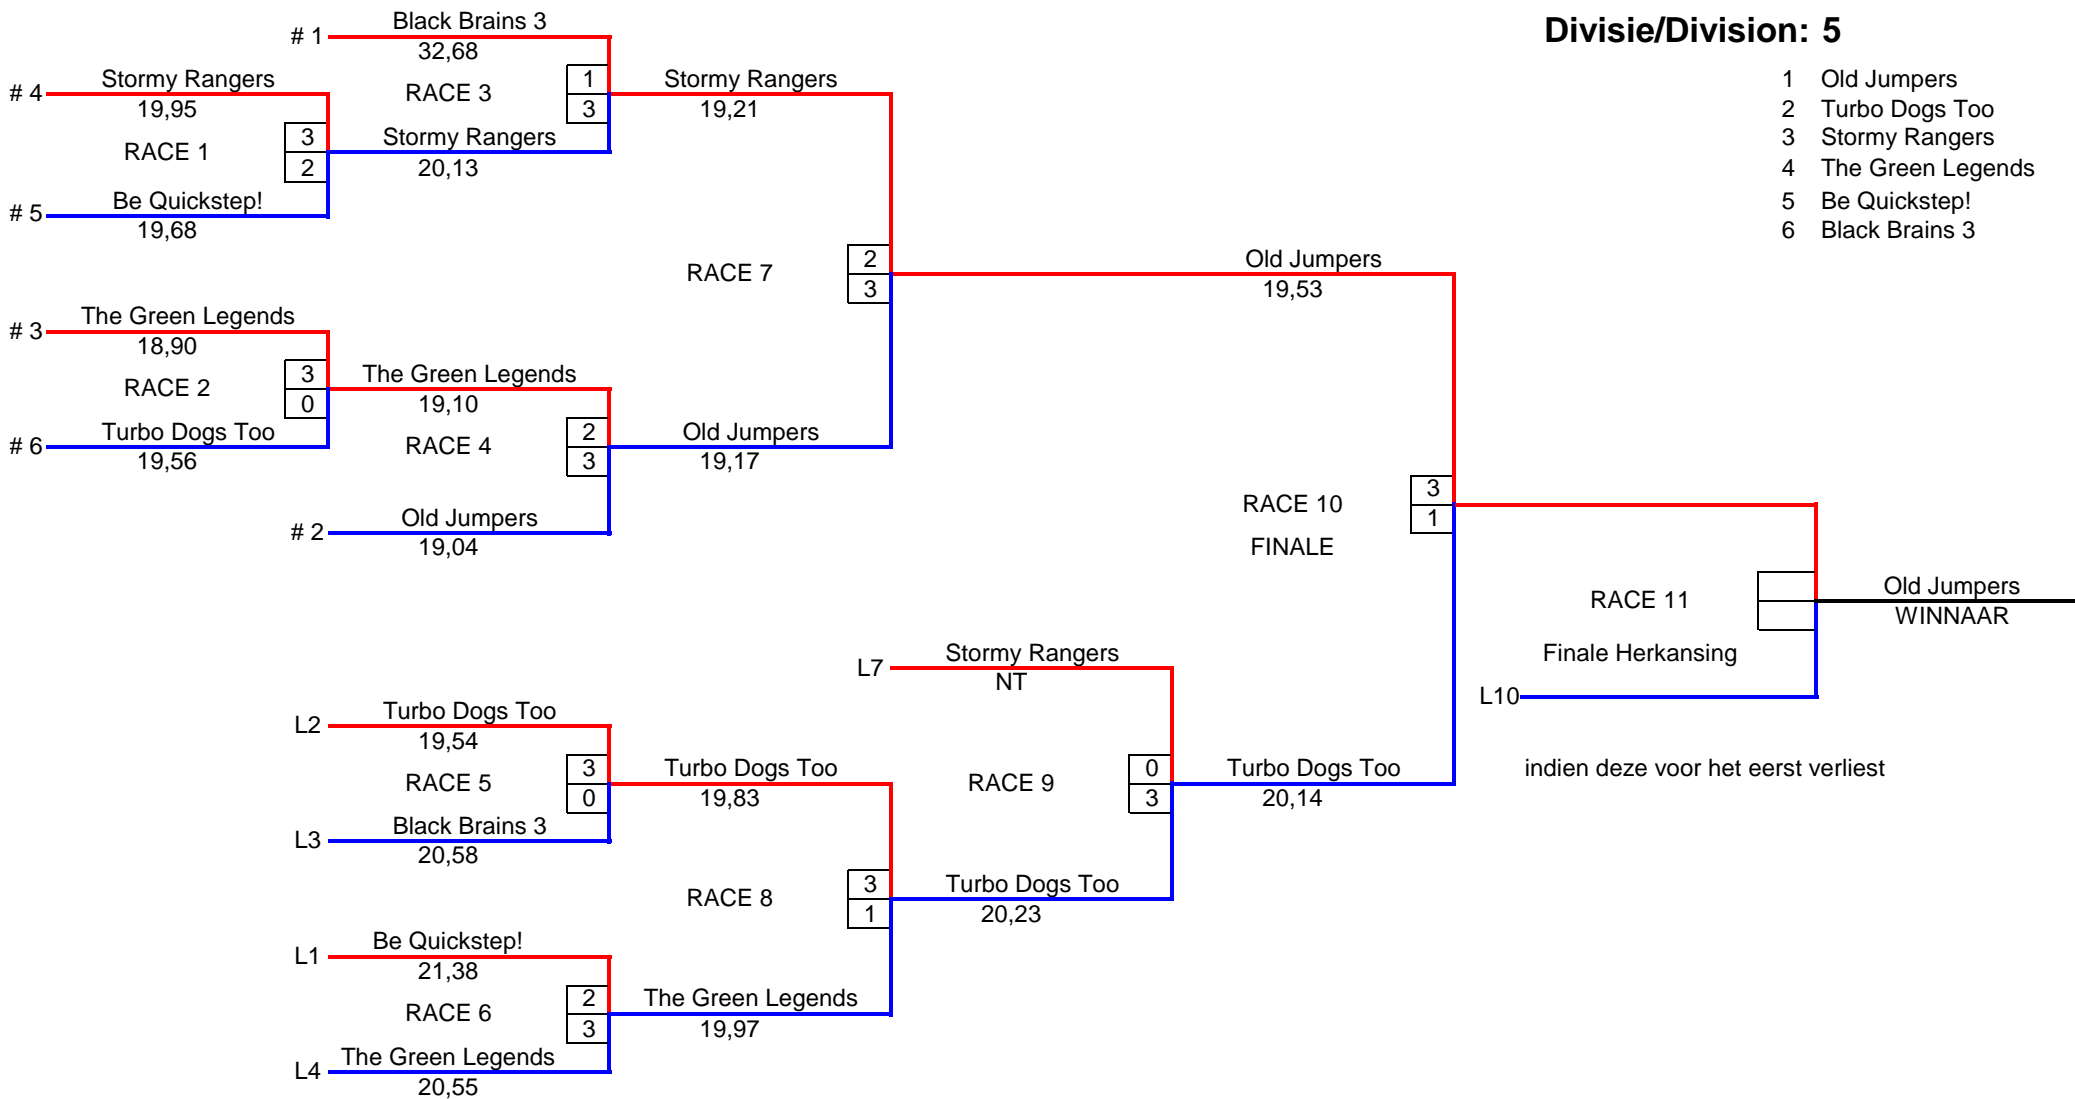 Divisie/Division: 5
1 Old Jumpers
2 Turbo Dogs Too
3 Stormy Rangers
4 The Green Legends
5 Be Quickstep!
6 Black Brains 3
# 1 Black Brains 3
32,68
RACE 3
1
3
# 4 Stormy Rangers
19,95
RACE 1
3
2
# 5 Be Quickstep!
19,68
Stormy Rangers
20,13
Stormy Rangers
19,21
RACE 7
2
3
# 3 The Green Legends
18,90
RACE 2
3
0
# 6 Turbo Dogs Too
19,56
The Green Legends
19,10
RACE 4
2
3
# 2 Old Jumpers
19,04
Old Jumpers
19,17
Old Jumpers
19,53
RACE 10
FINALE
3
1
RACE 11
Finale Herkansing
L10
indien deze voor het eerst verliest
Old Jumpers
WINNAAR
L7 Stormy Rangers
NT
RACE 9
0
3
Turbo Dogs Too
20,14
L2 Turbo Dogs Too
19,54
RACE 5
3
0
L3 Black Brains 3
20,58
Turbo Dogs Too
19,83
RACE 8
3
1
Turbo Dogs Too
20,23
L1 Be Quickstep!
21,38
RACE 6
2
3
L4 The Green Legends
20,55
The Green Legends
19,97